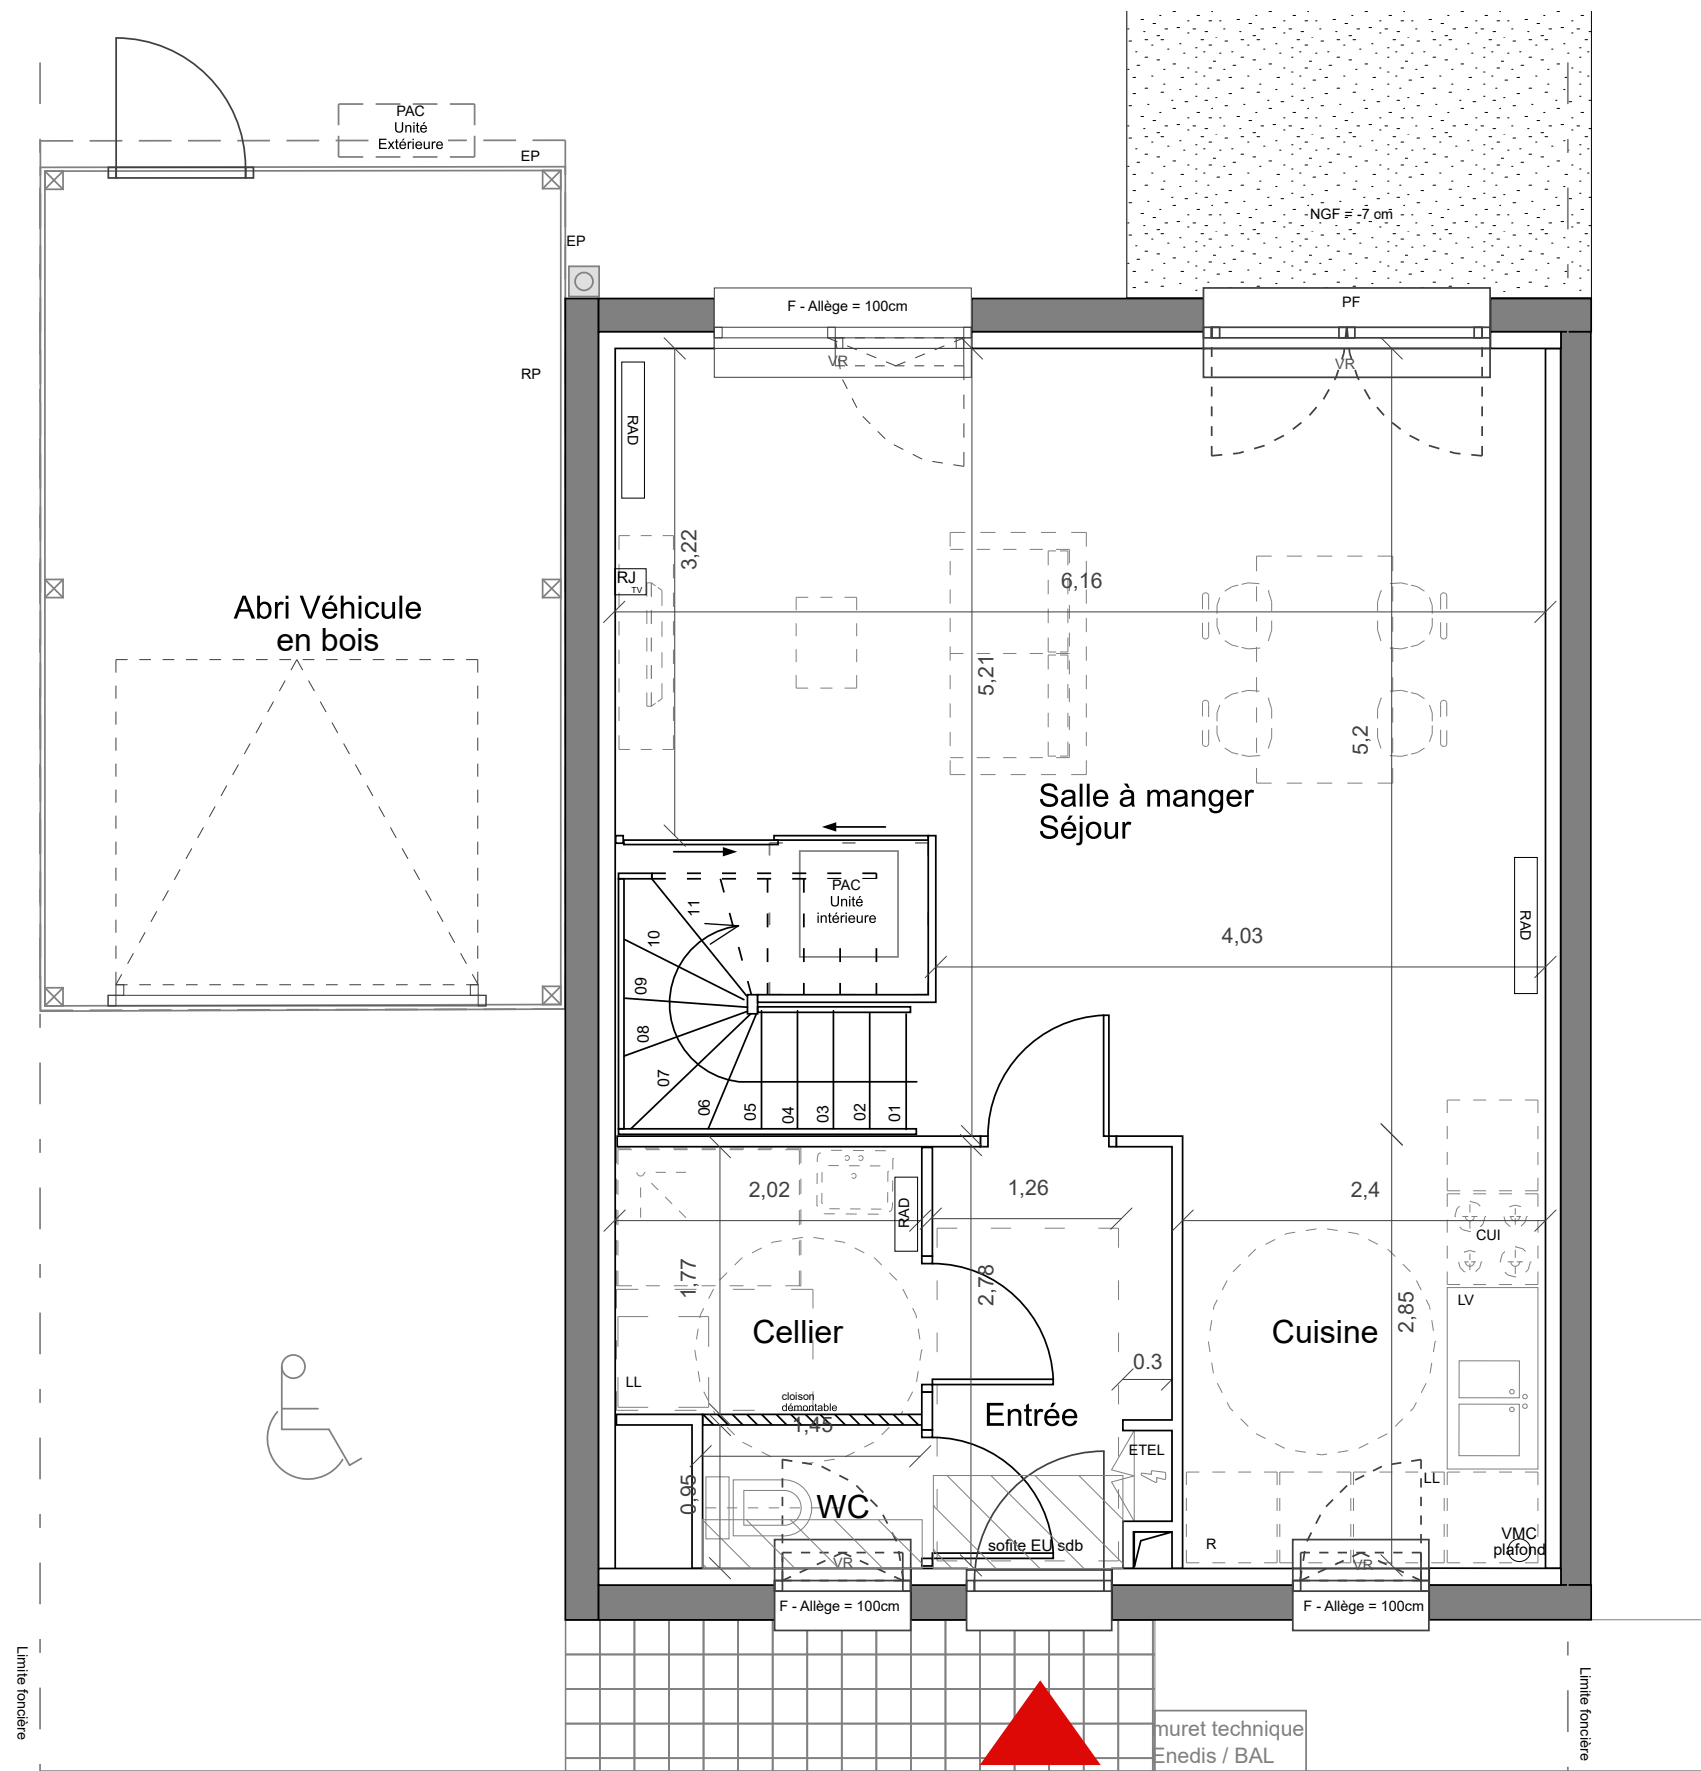 PAC
Unité
Extérieure
EP
EP
RP
NGF = -7 cm
F - Allège = 100cm
PF
VR
VR
RAD
3,22
RJ
TV
6,16
5,21
5,2
Abri Véhicule
en bois
Salle à manger
Séjour
PAC
Unité
intérieure
RAD
4,03
11
10
09
08
07
06
05
04
03
02
01
2,02
RAD
1,26
2,4
CUI
1,77
2,78
2,85
LV
Cellier
Cuisine
0.3
LL
cloison
démontable
1,45
Entrée
ETEL
0,95
WC
LL
sofite EU sdb
R
VMC
plafond
VR
VR
F - Allège = 100cm
F - Allège = 100cm
Limite foncière
Limite foncière
muret technique
Enedis / BAL